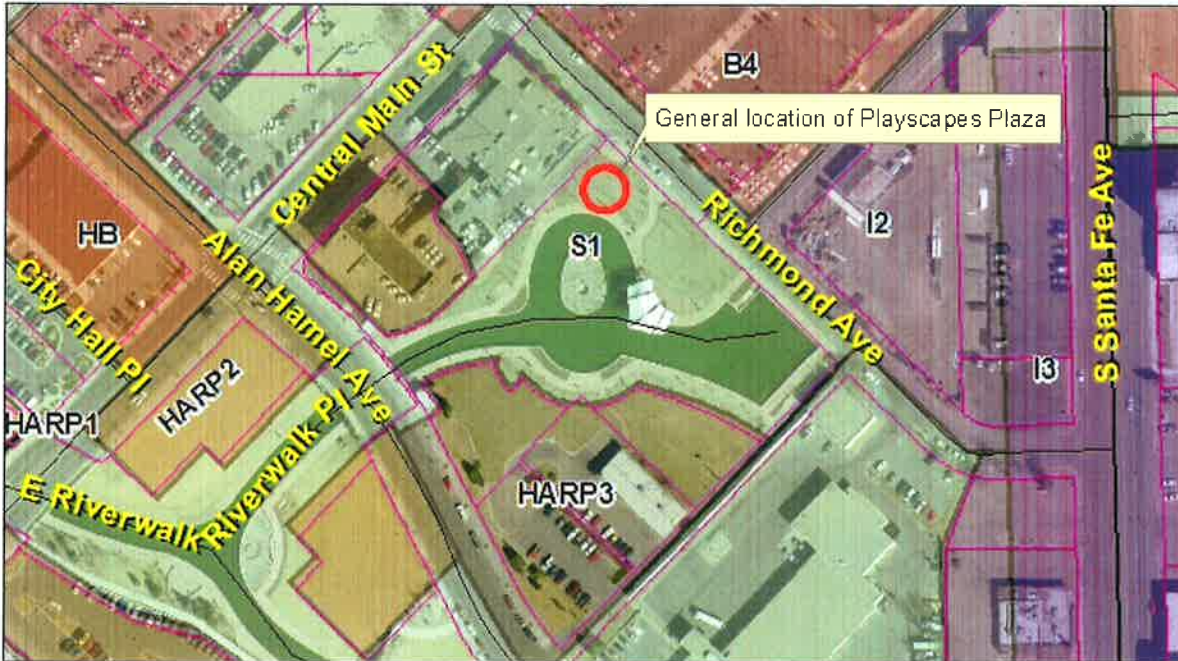 B4
General location of Playscapes Plaza
Central Main St
Richmond Ave
S Santa Fe Ave
I2
HB
S1
Alan Hamel Ave
City Hall Pl
HARP2
HARP1
I3
Riverwalk Pl
E Riverwalk
HARP3